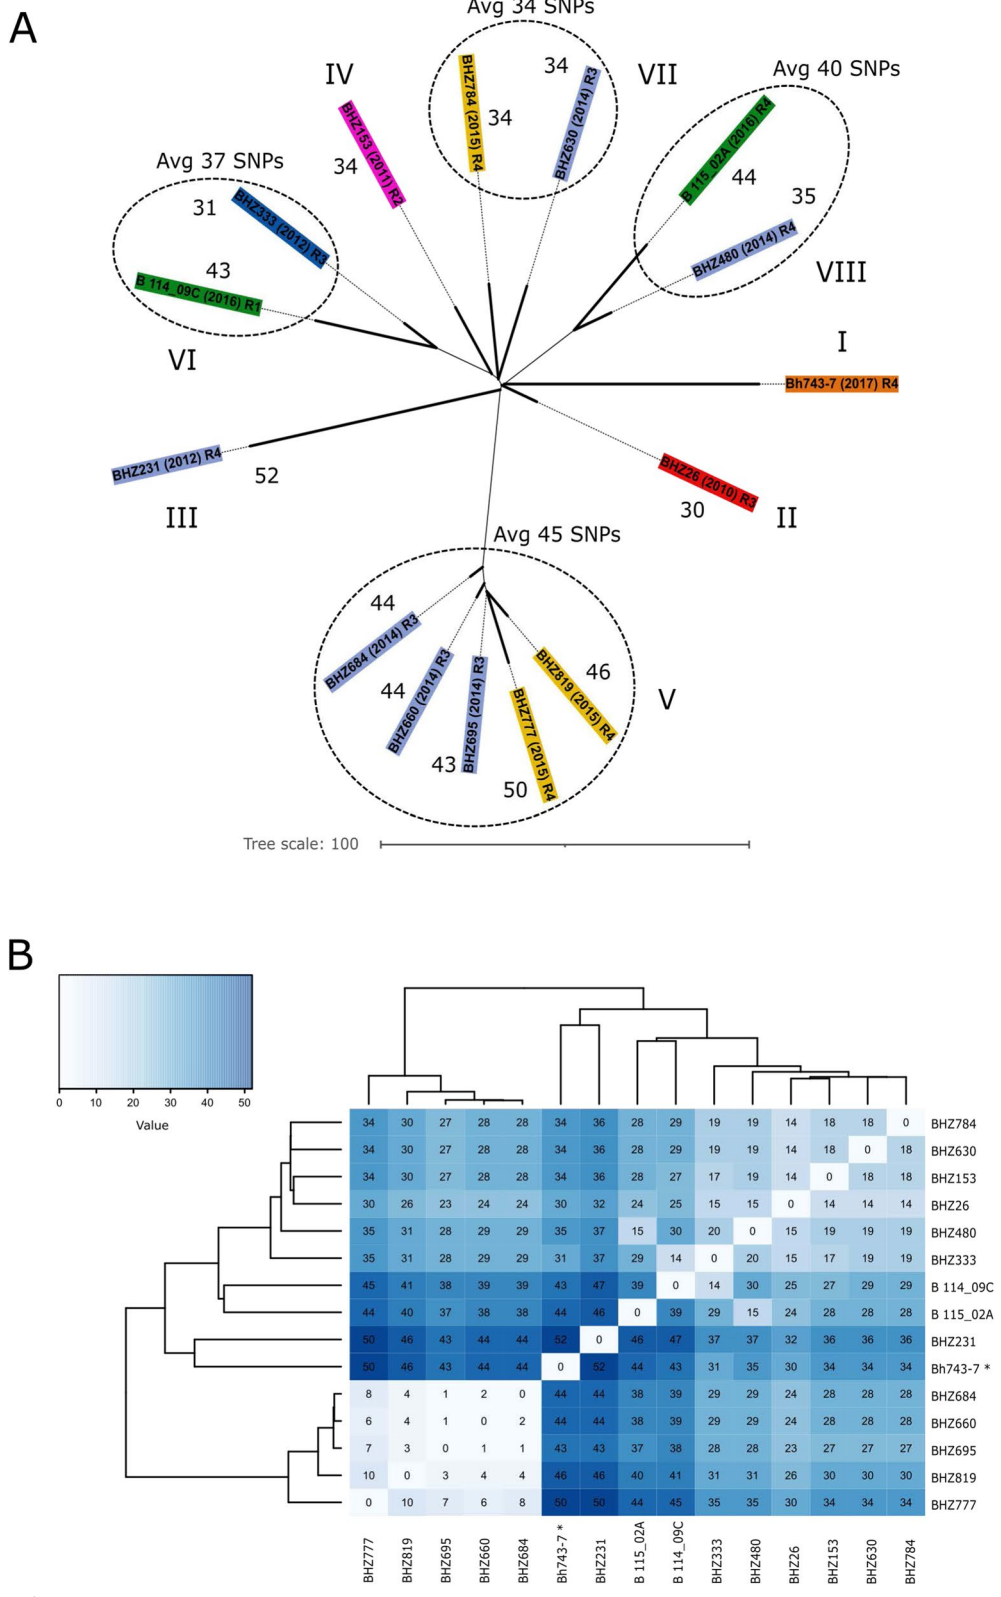 A
Avg 34 SNPs
IV
34
VII
Avg 40 SNPs
BHZ784 (2015) R4
34
BHZ630 (2014) R3
BHZ153 (2011) R2
34
B 115_02A (2016) R4
44
Avg 37 SNPs
31
BHZ333 (2012) R3
35
BHZ480 (2014) R4
VIII
43
B 114_09C (2016) R1
VI
I
Bh743-7 (2017) R4
BHZ231 (2012) R4
52
III
BHZ26 (2010) R3
30
II
Avg 45 SNPs
44
BHZ684 (2014) R3
44
BHZ660 (2014) R3
43
BHZ695 (2014) R3
50
BHZ777 (2015) R4
46
BHZ819 (2015) R4
V
Tree scale: 100
B
0 10 20 30 40 50
Value
34 30 27 28 28 34 36 28 29 19 19 14 18 18 0 BHZ784
34 30 27 28 28 34 36 28 29 19 19 14 18 0 18 BHZ630
34 30 27 28 28 34 36 28 27 17 19 14 0 18 18 BHZ153
30 26 23 24 24 30 32 24 25 15 15 0 14 14 14 BHZ26
35 31 28 29 29 35 37 15 30 20 0 15 19 19 19 BHZ480
35 31 28 29 29 31 37 29 14 0 20 15 17 19 19 BHZ333
45 41 38 39 39 43 47 39 0 14 30 25 27 29 29 B 114_09C
44 40 37 38 38 44 46 0 39 29 15 24 28 28 28 B 115_02A
50 46 43 44 44 52 0 46 47 37 37 32 36 36 36 BHZ231
50 46 43 44 44 0 52 44 43 31 35 30 34 34 34 Bh743-7 *
8 4 1 2 0 44 44 38 39 29 29 24 28 28 28 BHZ684
6 4 1 0 2 44 44 38 39 29 29 24 28 28 28 BHZ660
7 3 0 1 1 43 43 37 38 28 28 23 27 27 27 BHZ695
10 0 3 4 4 46 46 40 41 31 31 26 30 30 30 BHZ819
0 10 7 6 8 50 50 44 45 35 35 30 34 34 34 BHZ777
BHZ777 BHZ819 BHZ695 BHZ660 BHZ684 Bh743-7 * BHZ231 B 115_02A B 114_09C BHZ333 BHZ480 BHZ26 BHZ153 BHZ630 BHZ784